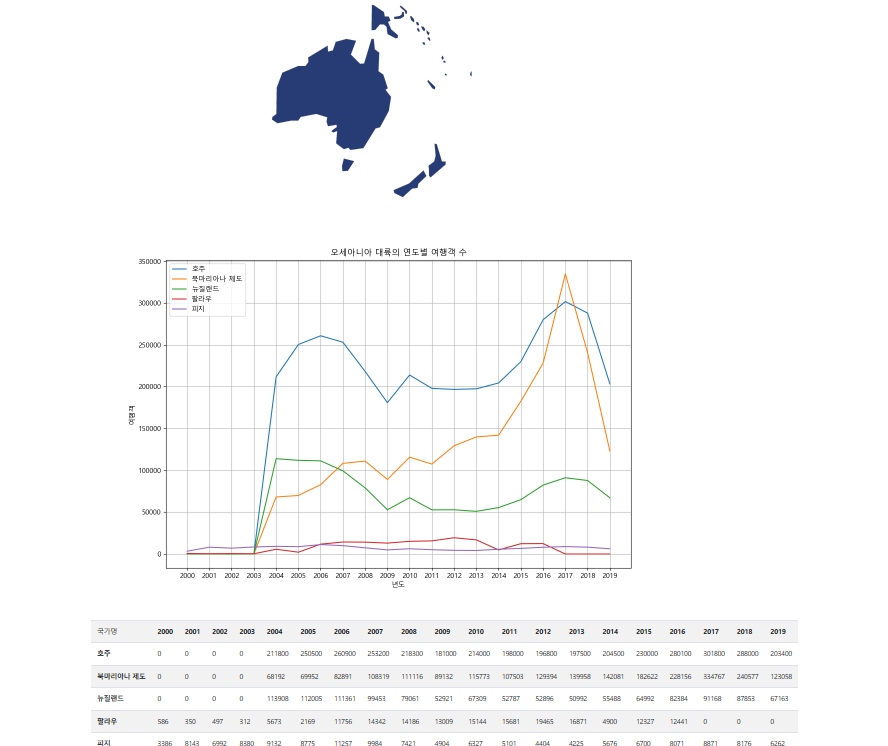 오세아니아 대륙의 연도별 여행객 수
350000
300000
250000
200000
150000
100000
50000
0
호주
북마리아나 제도
뉴질랜드
팔라우
피지
여행객
2000 2001 2002 2003 2004 2005 2006 2007 2008 2009 2010 2011 2012 2013 2014 2015 2016 2017 2018 2019
년도
국가명 2000 2001 2002 2003 2004 2005 2006 2007 2008 2009 2010 2011 2012 2013 2014 2015 2016 2017 2018 2019
호주 0 0 0 0 211800 250500 260900 253200 218300 181000 214000 198000 196800 197500 204500 230000 280100 301800 288000 203400
북마리아나 제도 0 0 0 0 68192 69952 82891 108319 111116 89132 115773 107503 129394 139958 142081 182622 228156 334767 240577 123058
뉴질랜드 0 0 0 0 113908 112005 111361 99453 79061 52921 67309 52787 52896 50992 55488 64992 82384 91168 87853 67163
팔라우 586 350 497 312 5673 2169 11756 14342 14186 13009 15144 15681 19465 16871 4900 12327 12441 0 0 0
피지 3386 8143 6992 8380 9132 8775 11257 9984 7421 4904 6327 5101 4404 4225 5676 6700 8071 8871 8176 6262